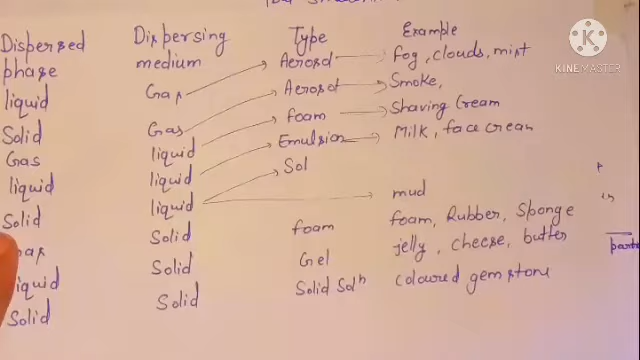 Dispersed phase Dispersing medium Type Example
liquid Gas Aerosol Fog, clouds, mist
Solid Gas Aerosol Smoke,
Gas liquid foam Shaving Cream
liquid liquid Emulsion Milk, face cream
Solid liquid Sol mud
Solid foam foam, Rubber, Sponge
liquid Solid Gel jelly, cheese, butter
Solid Solid Solid Solⁿ coloured gemstone
KINEMASTER